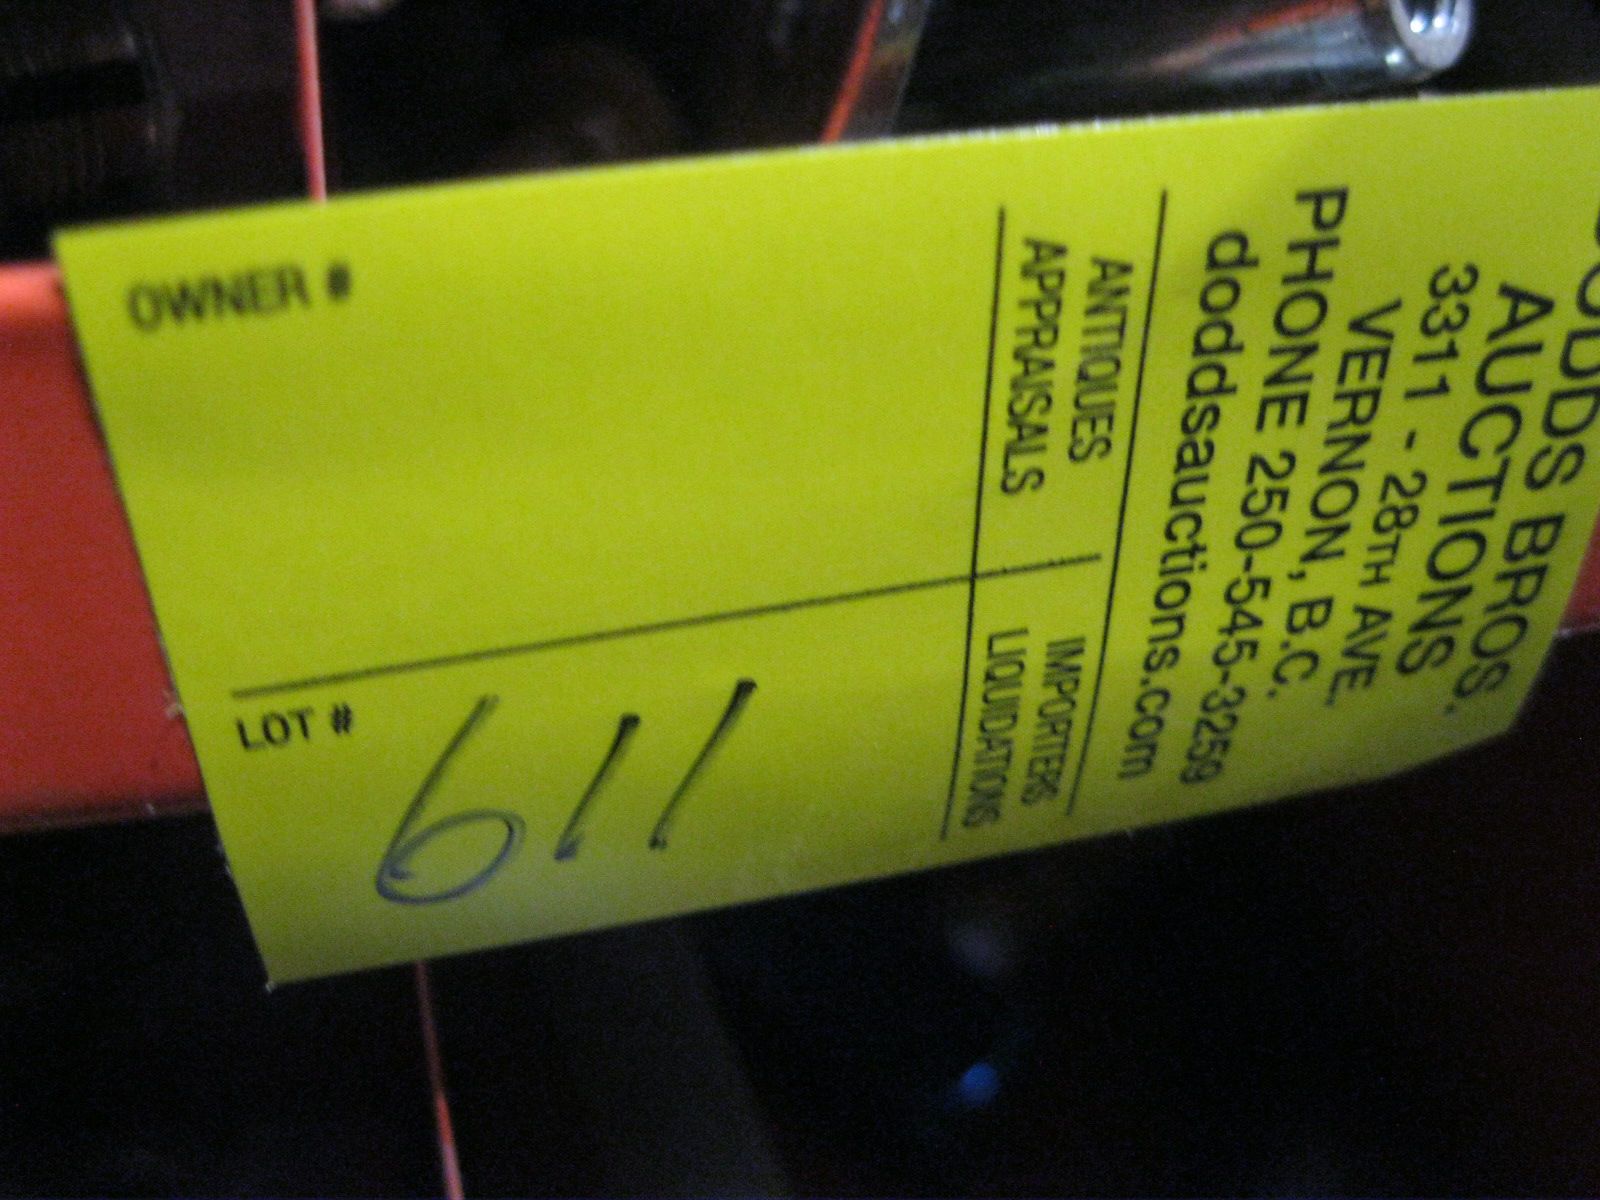 DODDS BROS.
AUCTIONS
3311 - 28TH AVE.
VERNON, B.C.
PHONE 250-545-3259
doddsauctions.com
ANTIQUES
APPRAISALS
IMPORTERS
LIQUIDATIONS
OWNER #
LOT #
611